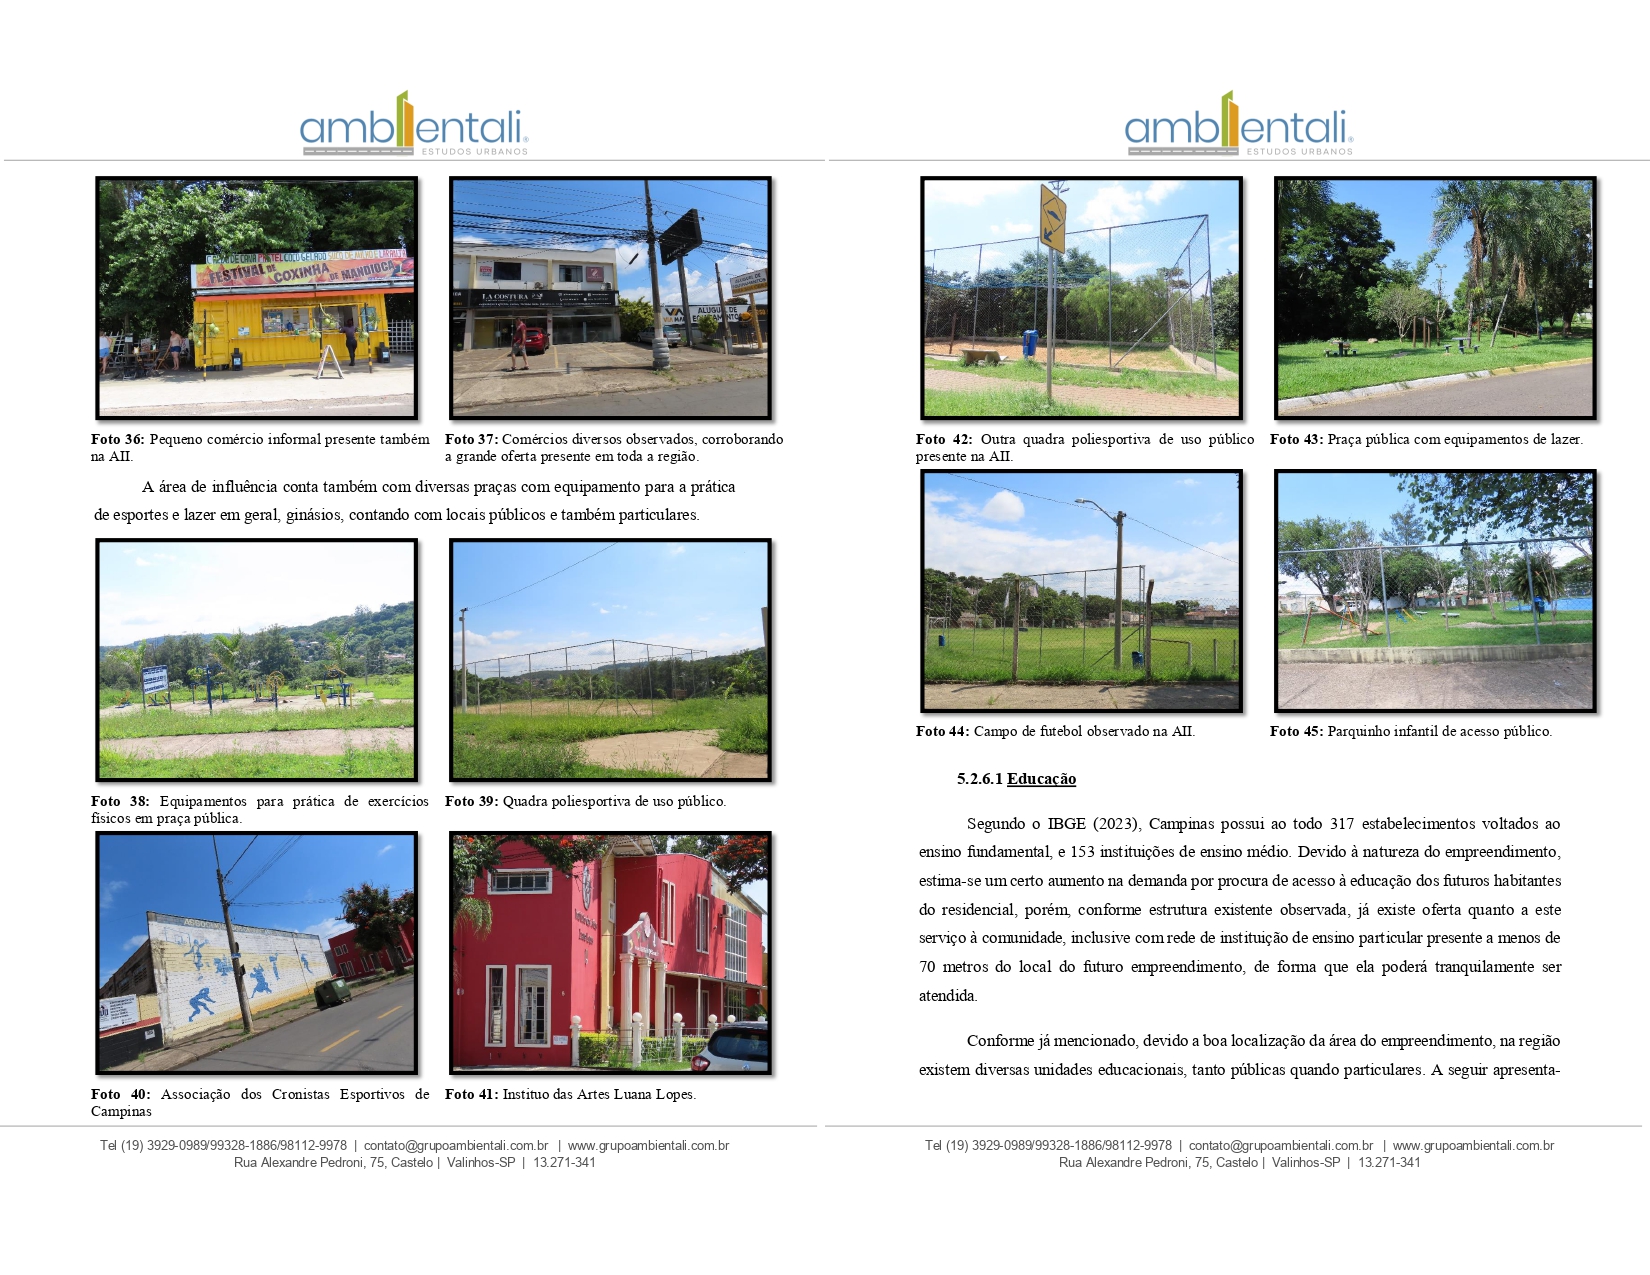 ambientali
ESTUDOS URBANOS
FESTIVAL DE COXINHA DE MANDIOCA
LA COSTURA
ALUGUEL DE
EQUIPAMENTOS
Foto 36: Pequeno comércio informal presente também
na AII.
Foto 37: Comércios diversos observados, corroborando
a grande oferta presente em toda a região.
A área de influência conta também com diversas praças com equipamento para a prática
de esportes e lazer em geral, ginásios, contando com locais públicos e também particulares.
Foto 38: Equipamentos para prática de exercícios
físicos em praça pública.
Foto 39: Quadra poliesportiva de uso público.
Foto 40: Associação dos Cronistas Esportivos de
Campinas
Foto 41: Instituo das Artes Luana Lopes.
Tel (19) 3929-0989/99328-1886/98112-9978 | contato@grupoambientali.com.br | www.grupoambientali.com.br
Rua Alexandre Pedroni, 75, Castelo | Valinhos-SP | 13.271-341
ambientali
ESTUDOS URBANOS
Foto 42: Outra quadra poliesportiva de uso público
presente na AII.
Foto 43: Praça pública com equipamentos de lazer.
Foto 44: Campo de futebol observado na AII.
Foto 45: Parquinho infantil de acesso público.
5.2.6.1 Educação
Segundo o IBGE (2023), Campinas possui ao todo 317 estabelecimentos voltados ao
ensino fundamental, e 153 instituições de ensino médio. Devido à natureza do empreendimento,
estima-se um certo aumento na demanda por procura de acesso à educação dos futuros habitantes
do residencial, porém, conforme estrutura existente observada, já existe oferta quanto a este
serviço à comunidade, inclusive com rede de instituição de ensino particular presente a menos de
70 metros do local do futuro empreendimento, de forma que ela poderá tranquilamente ser
atendida.
Conforme já mencionado, devido a boa localização da área do empreendimento, na região
existem diversas unidades educacionais, tanto públicas quando particulares. A seguir apresenta-
Tel (19) 3929-0989/99328-1886/98112-9978 | contato@grupoambientali.com.br | www.grupoambientali.com.br
Rua Alexandre Pedroni, 75, Castelo | Valinhos-SP | 13.271-341